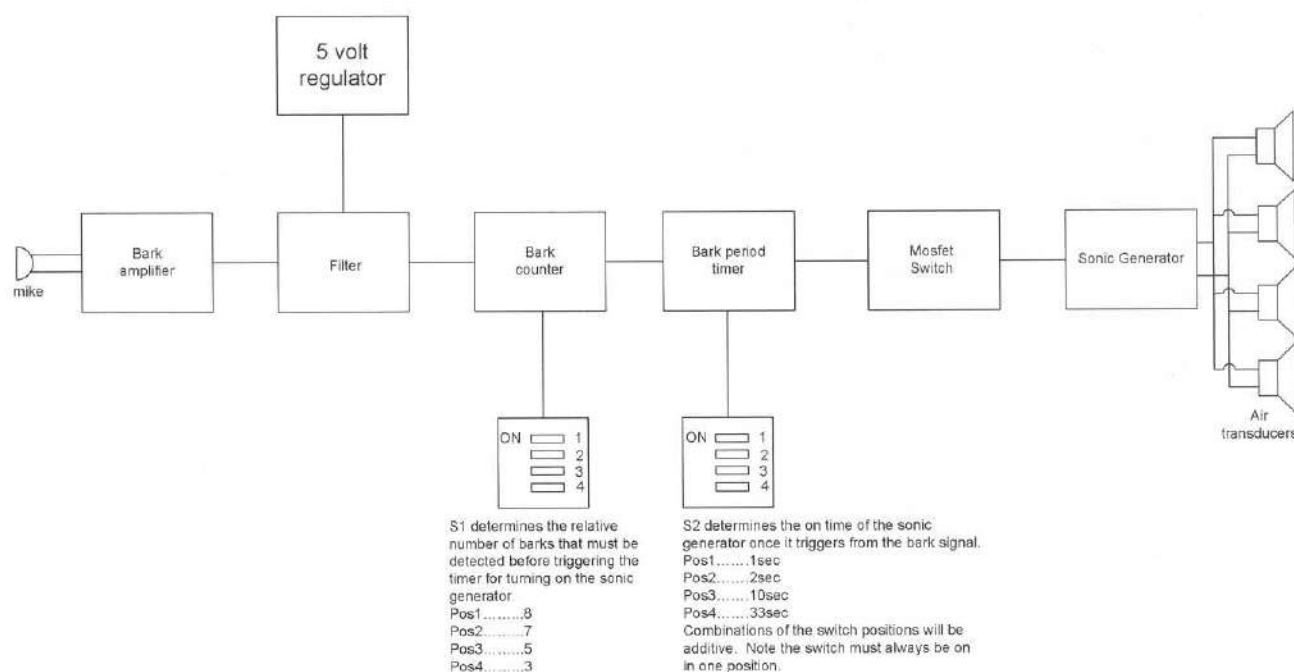 5 volt
regulator
mike
Bark
amplifier
Filter
Bark
counter
Bark period
timer
Mosfet
Switch
Sonic Generator
Air
transducers
ON 1
2
3
4
S1 determines the relative
number of barks that must be
detected before triggering the
timer for turning on the sonic
generator.
Pos1.........8
Pos2........7
Pos3........5
Pos4........3
ON 1
2
3
4
S2 determines the on time of the sonic
generator once it triggers from the bark signal.
Pos1.......1sec
Pos2.......2sec
Pos3.......10sec
Pos4.......33sec
Combinations of the switch positions will be
additive. Note the switch must always be on
in one position.